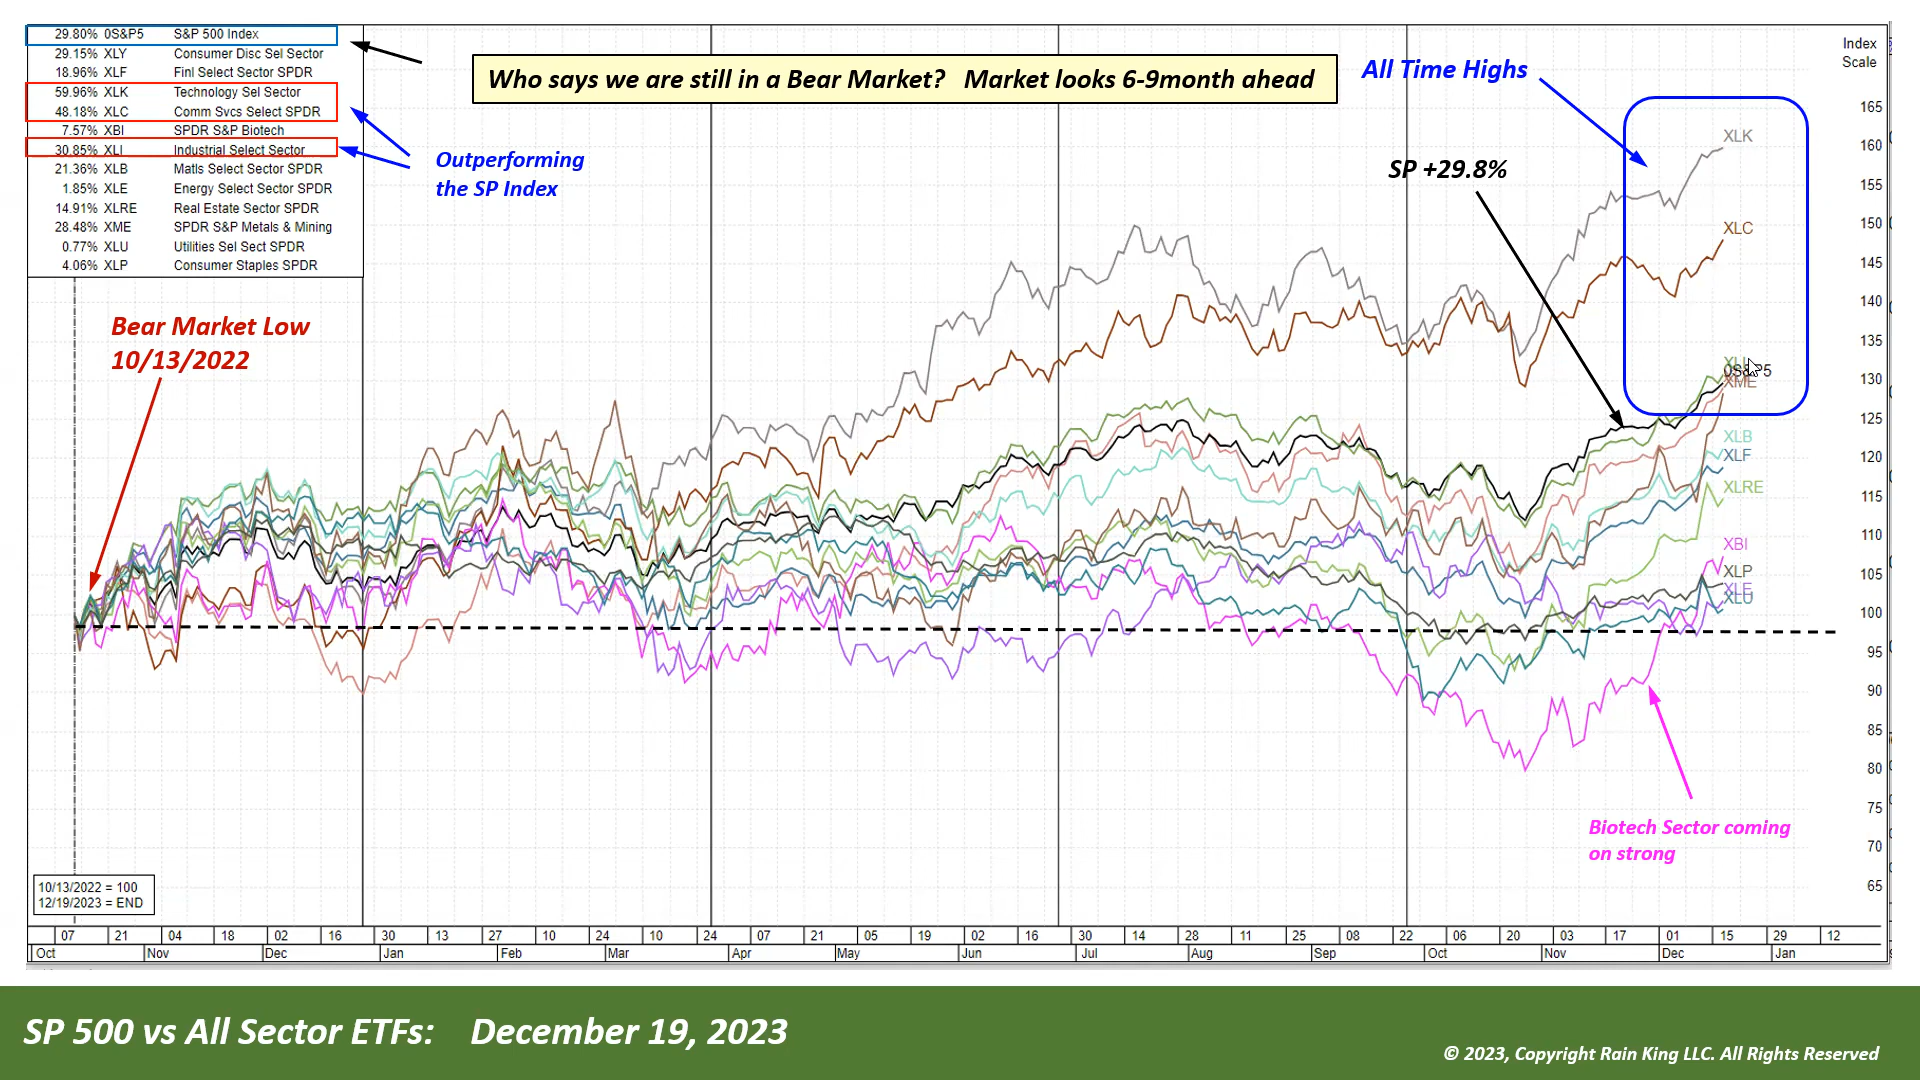 29.80% 0S&P5 S&P 500 Index
29.15% XLY Consumer Disc Sel Sector
18.96% XLF Finl Select Sector SPDR
59.96% XLK Technology Sel Sector
48.18% XLC Comm Svcs Select SPDR
7.57% XBI SPDR S&P Biotech
30.85% XLI Industrial Select Sector
21.36% XLB Matls Select Sector SPDR
1.85% XLE Energy Select Sector SPDR
14.91% XLRE Real Estate Sector SPDR
28.48% XME SPDR S&P Metals & Mining
0.77% XLU Utilities Sel Sect SPDR
4.06% XLP Consumer Staples SPDR
Who says we are still in a Bear Market? Market looks 6-9month ahead
All Time Highs
Index
Scale
Outperforming
the SP Index
SP +29.8%
Bear Market Low
10/13/2022
XLK
XLC
0S&P5
XME
XLB
XLF
XLRE
XBI
XLP
XLE
XLU
165
160
155
150
145
140
135
130
125
120
115
110
105
100
95
90
85
80
75
70
65
Biotech Sector coming
on strong
10/13/2022 = 100
12/19/2023 = END
07 21 04 18 02 16 30 13 27 10 24 10 24 07 21 05 19 02 16 30 14 28 11 25 08 22 06 20 03 17 01 15 29 12
Oct Nov Dec Jan Feb Mar Apr May Jun Jul Aug Sep Oct Nov Dec Jan
SP 500 vs All Sector ETFs: December 19, 2023
© 2023, Copyright Rain King LLC. All Rights Reserved